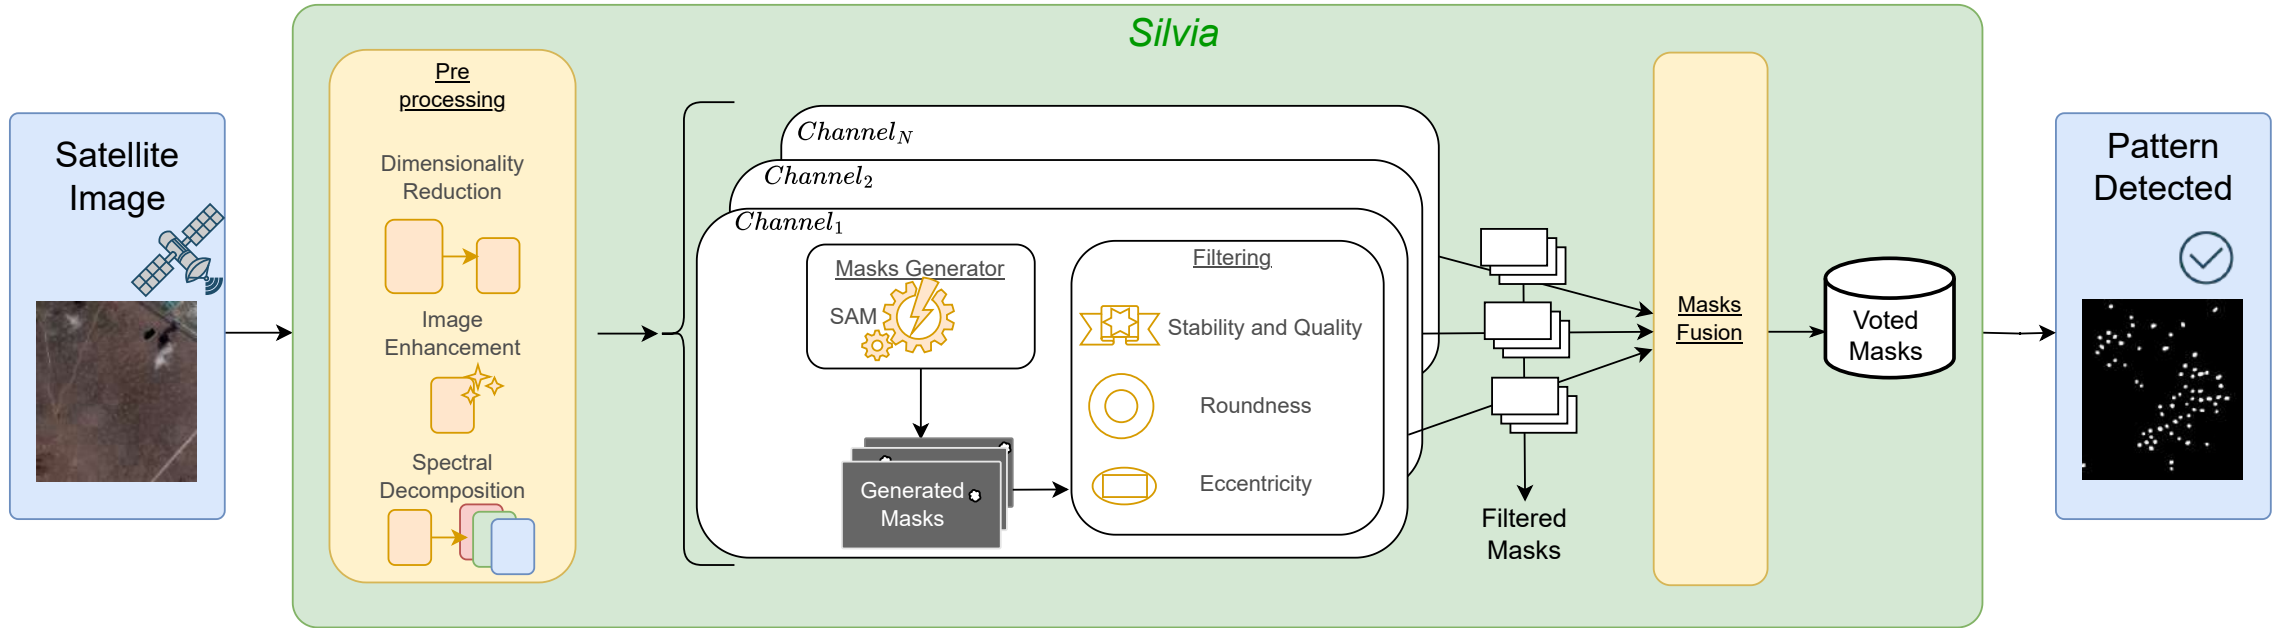 Silvia
Satellite
Image
Pre
processing
Dimensionality
Reduction
Image
Enhancement
Spectral
Decomposition
Channel_N
Channel_2
Channel_1
Masks Generator
SAM
Generated
Masks
Filtering
Stability and Quality
Roundness
Eccentricity
Filtered
Masks
Masks
Fusion
Voted
Masks
Pattern
Detected